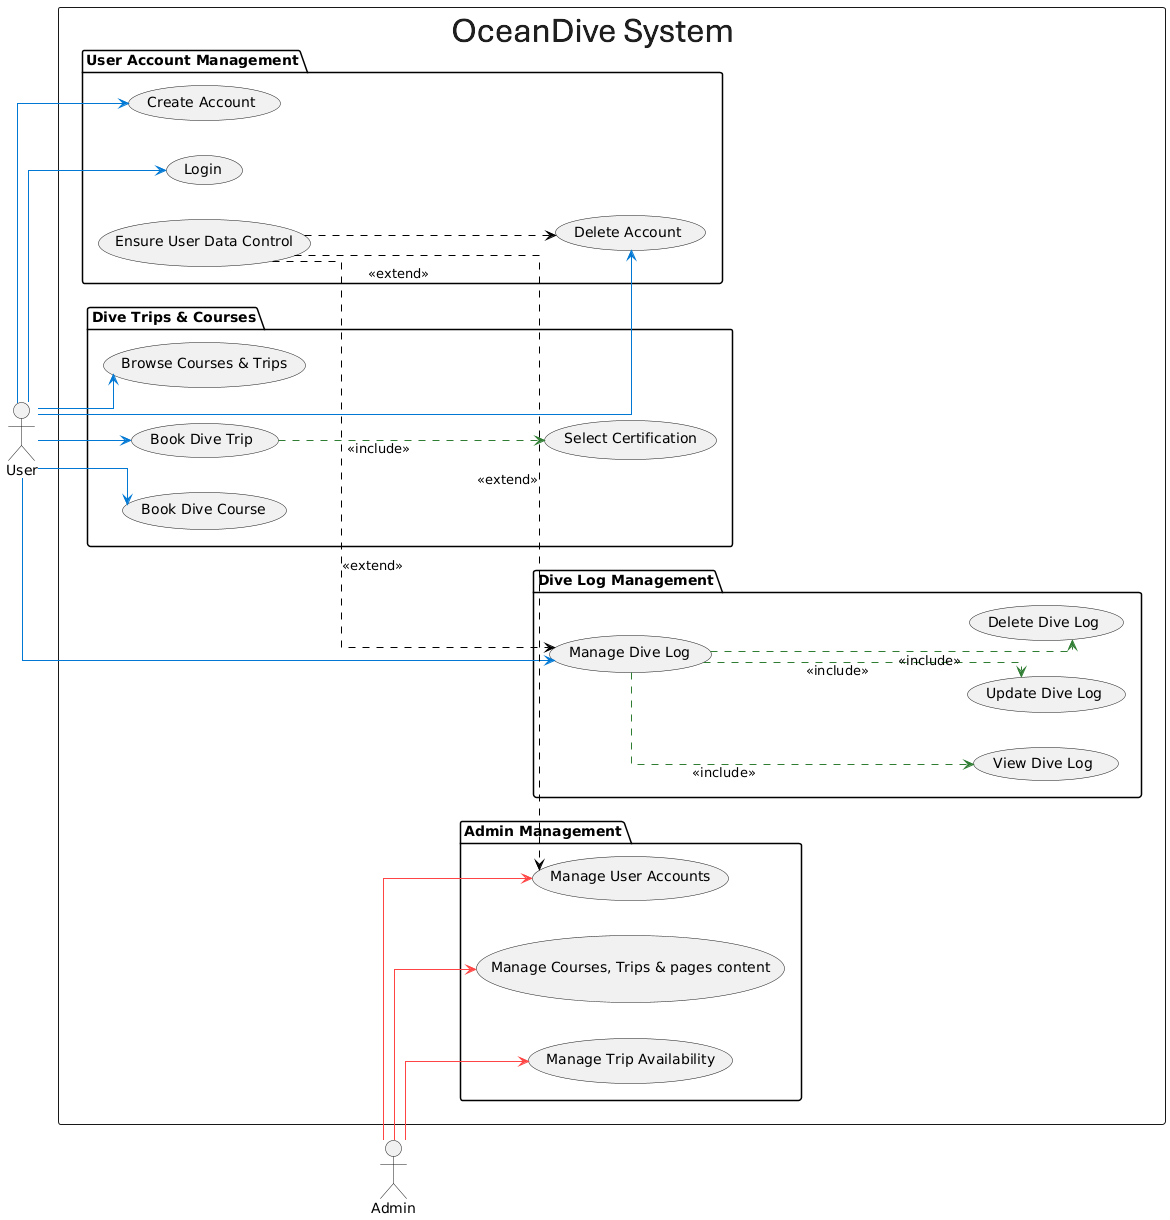 OceanDive System
User Account Management
Create Account
Login
Ensure User Data Control
Delete Account
«extend»
Dive Trips & Courses
Browse Courses & Trips
Book Dive Trip
«include»
Select Certification
«extend»
Book Dive Course
User
«extend»
Dive Log Management
Delete Dive Log
Manage Dive Log
«include»
«include»
Update Dive Log
View Dive Log
«include»
Admin Management
Manage User Accounts
Manage Courses, Trips & pages content
Manage Trip Availability
Admin